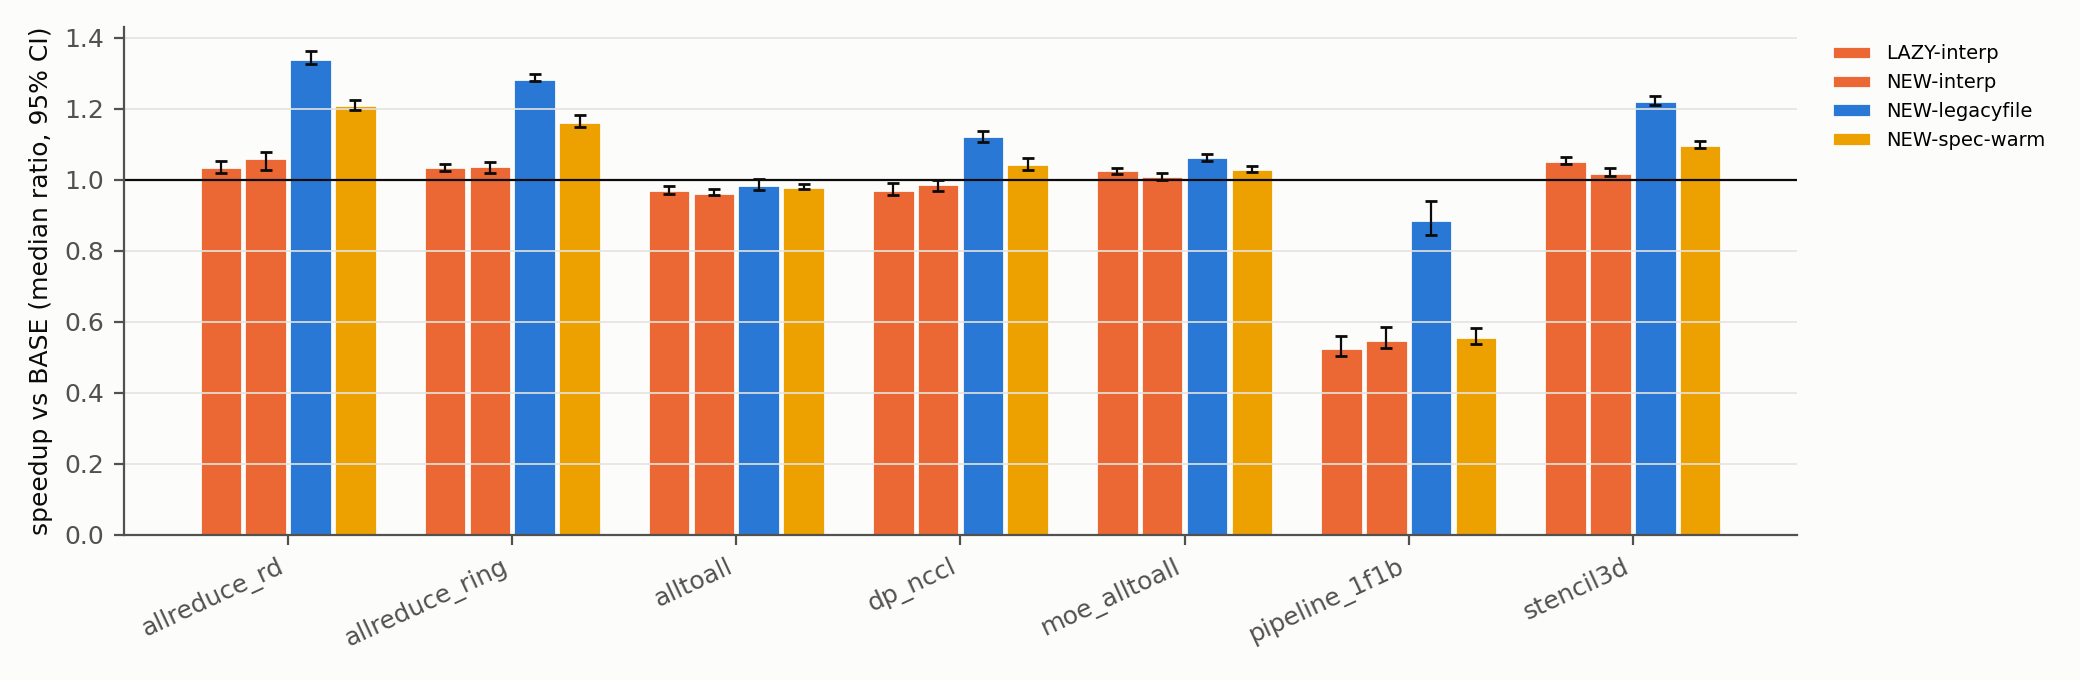 speedup vs BASE (median ratio, 95% CI)
1.4
1.2
1.0
0.8
0.6
0.4
0.2
0.0
allreduce_rd
allreduce_ring
alltoall
dp_nccl
moe_alltoall
pipeline_1f1b
stencil3d
LAZY-interp
NEW-interp
NEW-legacyfile
NEW-spec-warm